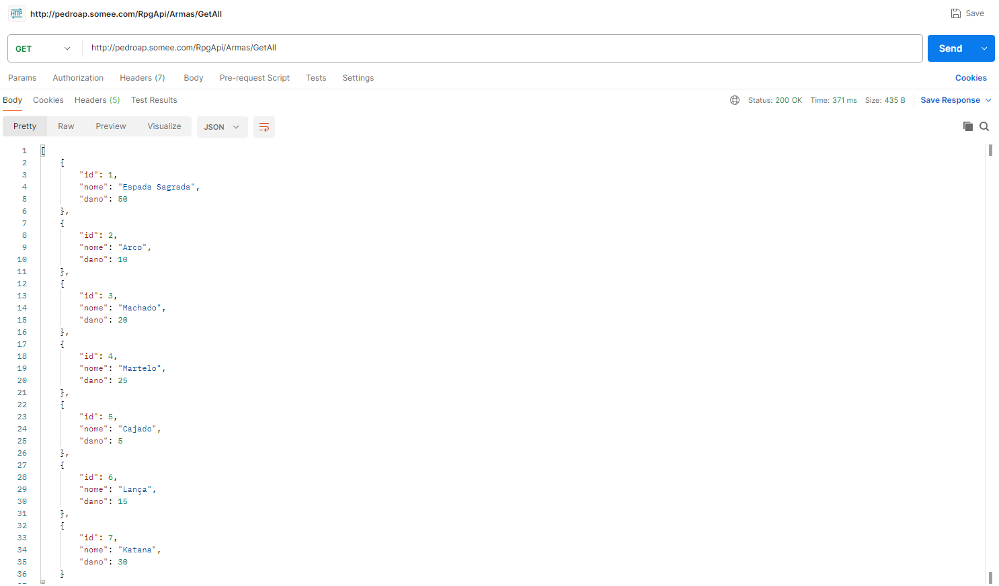 HTTP http://pedroap.somee.com/RpgApi/Armas/GetAll Save
GET http://pedroap.somee.com/RpgApi/Armas/GetAll Send
Params Authorization Headers (7) Body Pre-request Script Tests Settings Cookies
Body Cookies Headers (5) Test Results Status: 200 OK Time: 371 ms Size: 435 B Save Response
Pretty Raw Preview Visualize JSON
1 [
2 {
3 "id": 1,
4 "nome": "Espada Sagrada",
5 "dano": 50
6 },
7 {
8 "id": 2,
9 "nome": "Arco",
10 "dano": 10
11 },
12 {
13 "id": 3,
14 "nome": "Machado",
15 "dano": 20
16 },
17 {
18 "id": 4,
19 "nome": "Martelo",
20 "dano": 25
21 },
22 {
23 "id": 5,
24 "nome": "Cajado",
25 "dano": 5
26 },
27 {
28 "id": 6,
29 "nome": "Lança",
30 "dano": 15
31 },
32 {
33 "id": 7,
34 "nome": "Katana",
35 "dano": 30
36 }